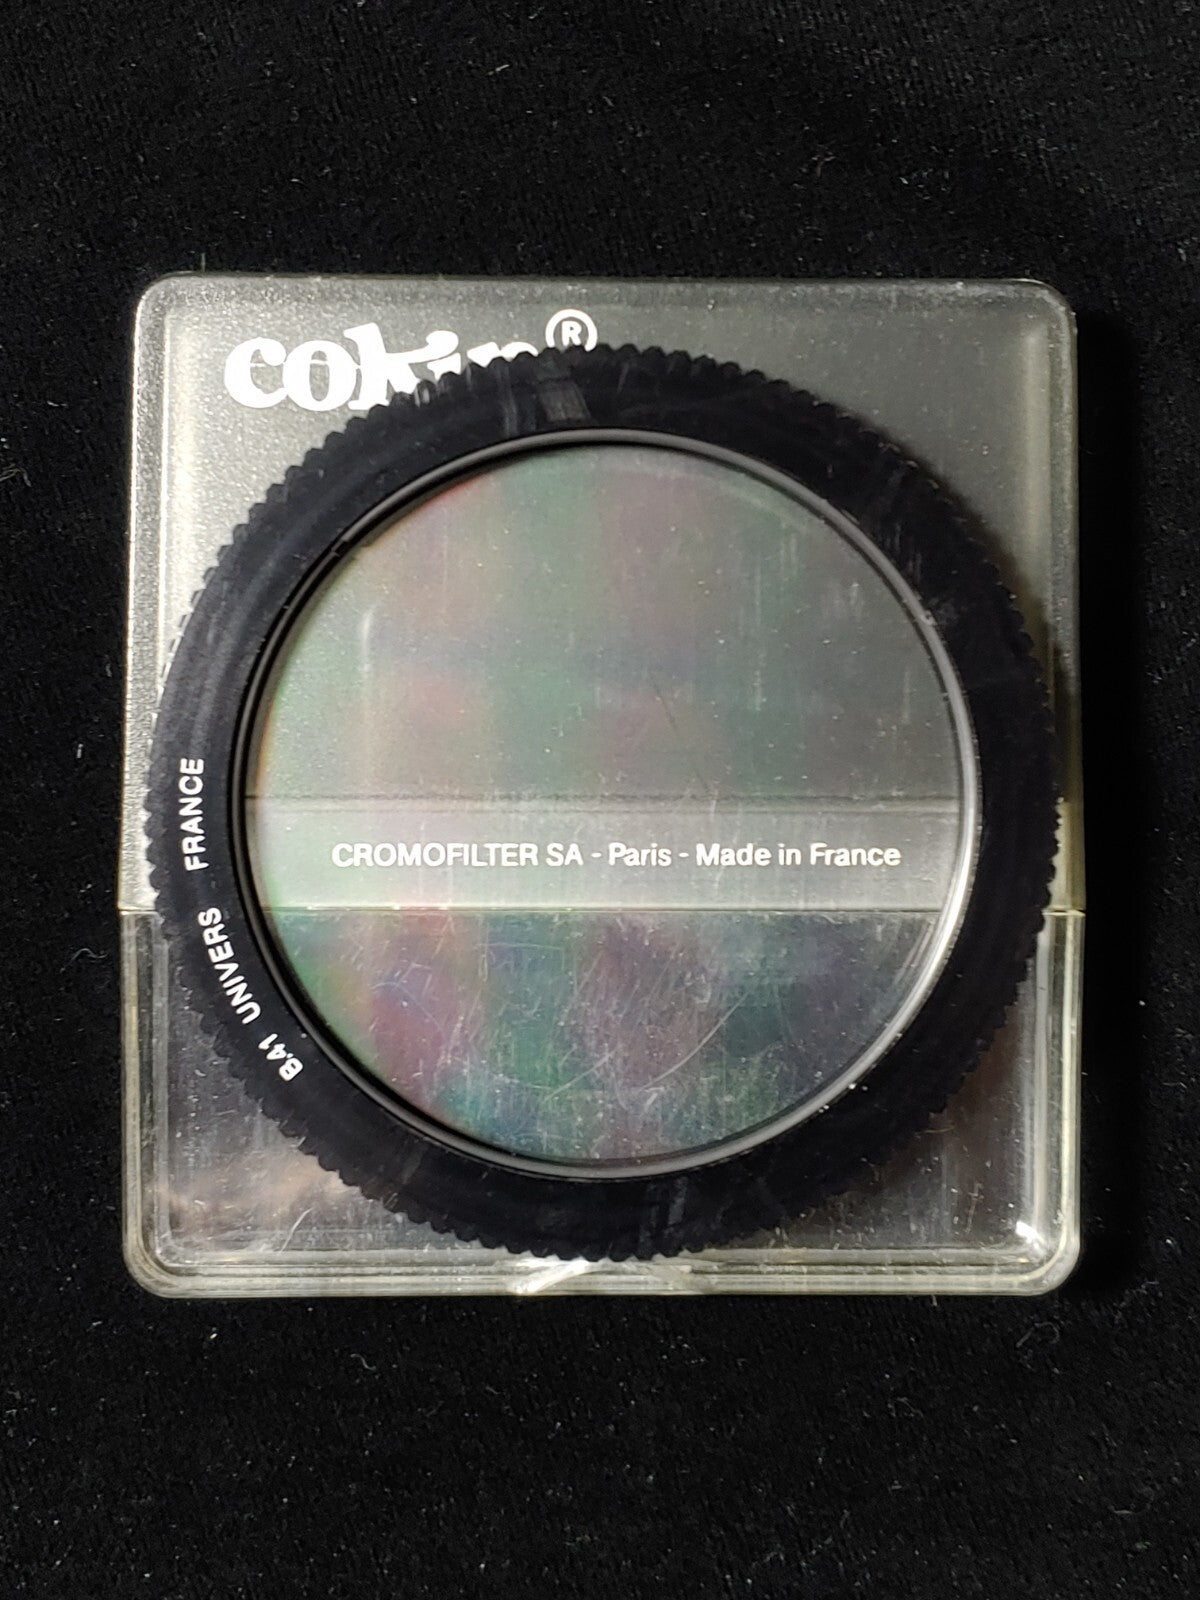 cokin®
CROMOFILTER SA - Paris - Made in France
B.41 UNIVERS FRANCE